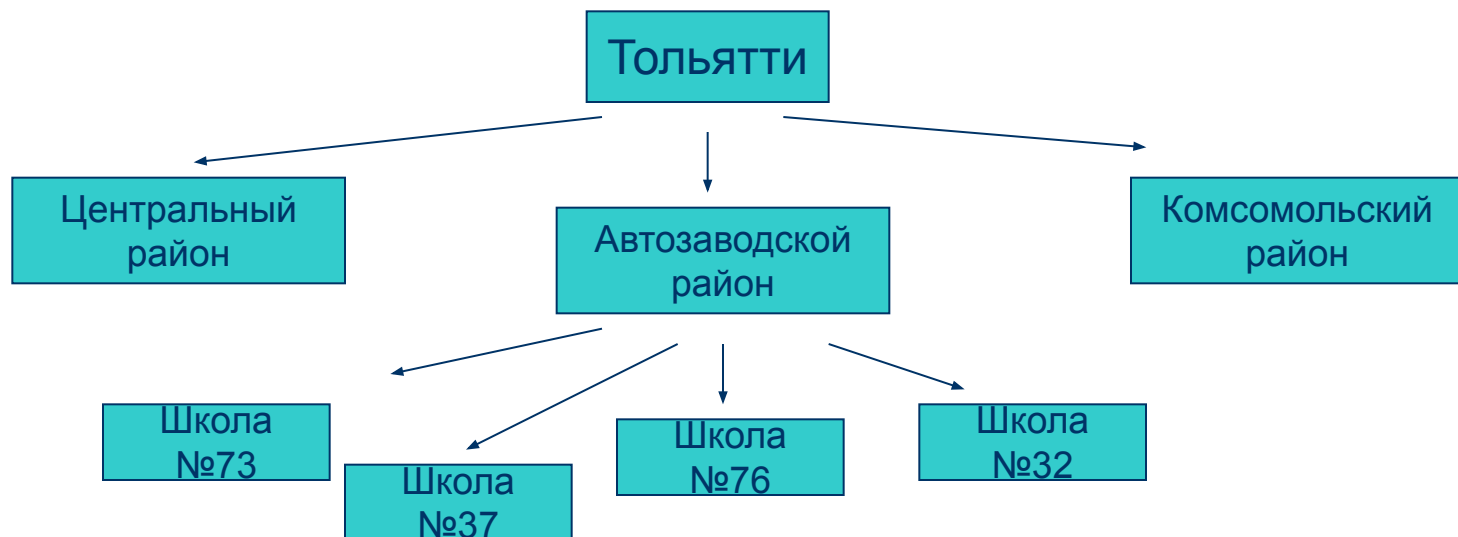 Тольятти
Центральный
район
Автозаводской
район
Комсомольский
район
Школа
№73
Школа
№37
Школа
№76
Школа
№32